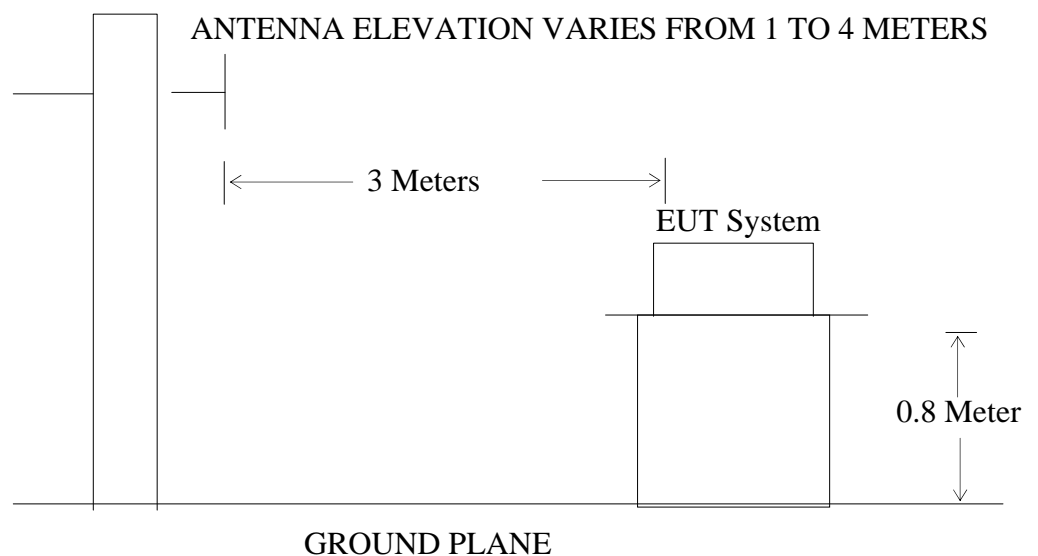 ANTENNA ELEVATION VARIES FROM 1 TO 4 METERS
3 Meters
EUT System
0.8 Meter
GROUND PLANE